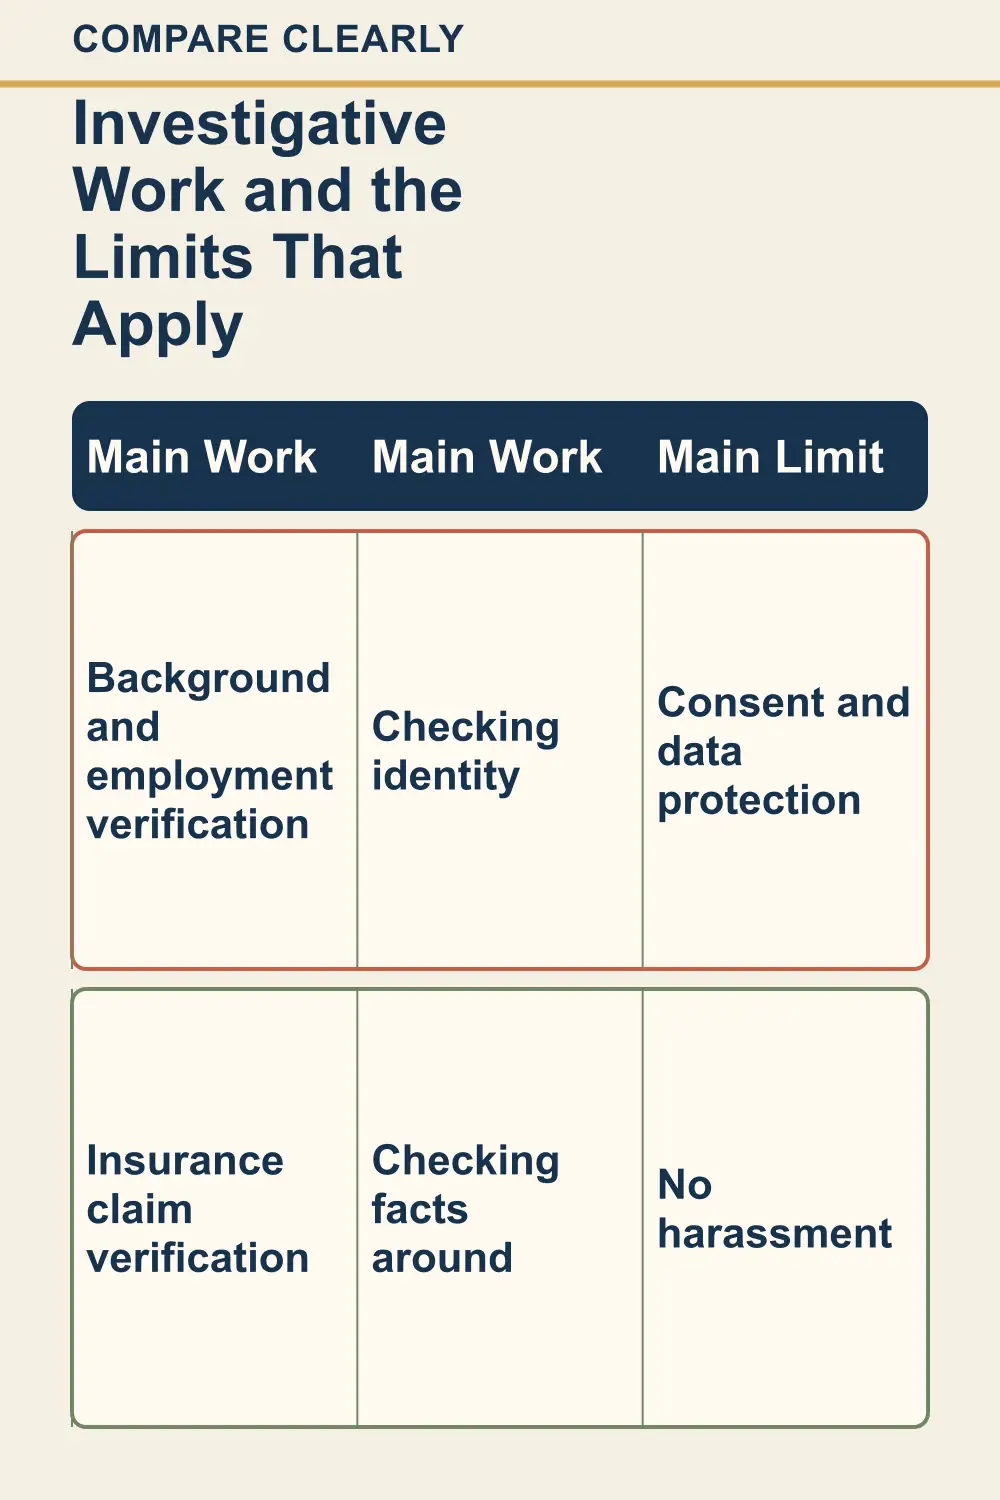 COMPARE CLEARLY
Investigative
Work and the
Limits That
Apply
Main Work Main Work Main Limit
Background
and
employment
verification
Checking
identity
Consent and
data
protection
Insurance
claim
verification
Checking
facts
around
No
harassment